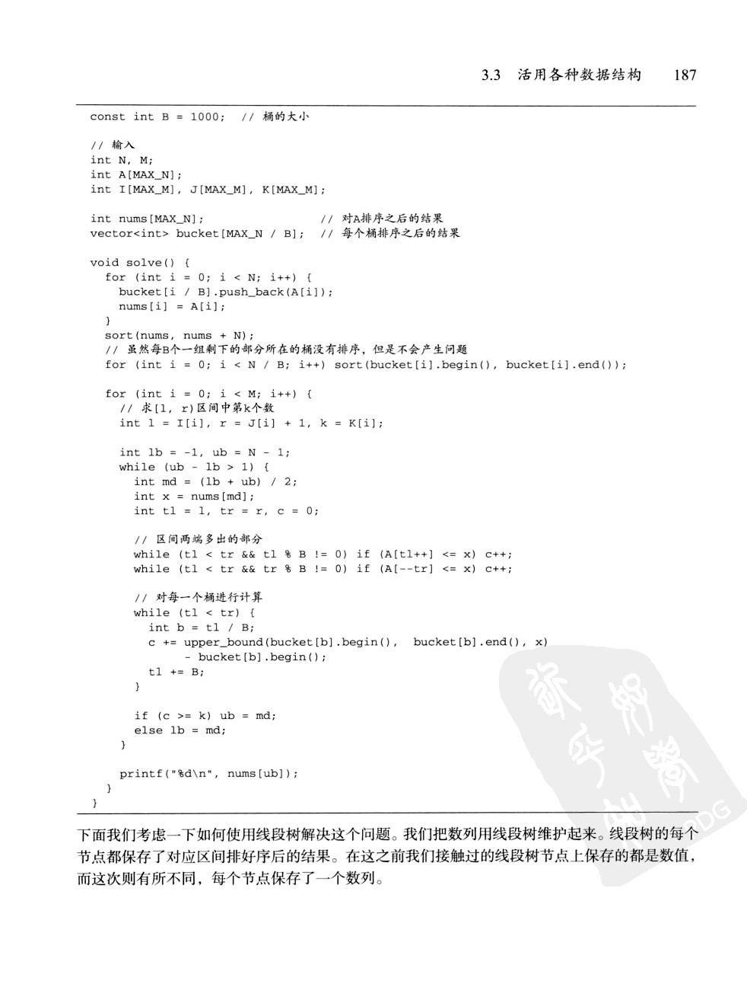 3.3 活用各种数据结构 187
const int B = 1000; // 桶的大小
// 输入
int N, M;
int A[MAX_N];
int I[MAX_M], J[MAX_M], K[MAX_M];
int nums[MAX_N]; // 对A排序之后的结果
vector<int> bucket[MAX_N / B]; // 每个桶排序之后的结果
void solve() {
for (int i = 0; i < N; i++) {
bucket[i / B].push_back(A[i]);
nums[i] = A[i];
}
sort(nums, nums + N);
// 虽然每B个一组剩下的部分所在的桶没有排序，但是不会产生问题
for (int i = 0; i < N / B; i++) sort(bucket[i].begin(), bucket[i].end());
for (int i = 0; i < M; i++) {
// 求[l, r)区间中第k个数
int l = I[i], r = J[i] + 1, k = K[i];
int lb = -1, ub = N - 1;
while (ub - lb > 1) {
int md = (lb + ub) / 2;
int x = nums[md];
int tl = l, tr = r, c = 0;
// 区间两端多出的部分
while (tl < tr && tl % B != 0) if (A[tl++] <= x) c++;
while (tl < tr && tr % B != 0) if (A[--tr] <= x) c++;
// 对每一个桶进行计算
while (tl < tr) {
int b = tl / B;
c += upper_bound(bucket[b].begin(), bucket[b].end(), x)
- bucket[b].begin();
tl += B;
}
if (c >= k) ub = md;
else lb = md;
}
printf("%d\n", nums[ub]);
}
}
下面我们考虑一下如何使用线段树解决这个问题。我们把数列用线段树维护起来。线段树的每个
节点都保存了对应区间排好序后的结果。在这之前我们接触过的线段树节点上保存的都是数值，
而这次则有所不同，每个节点保存了一个数列。